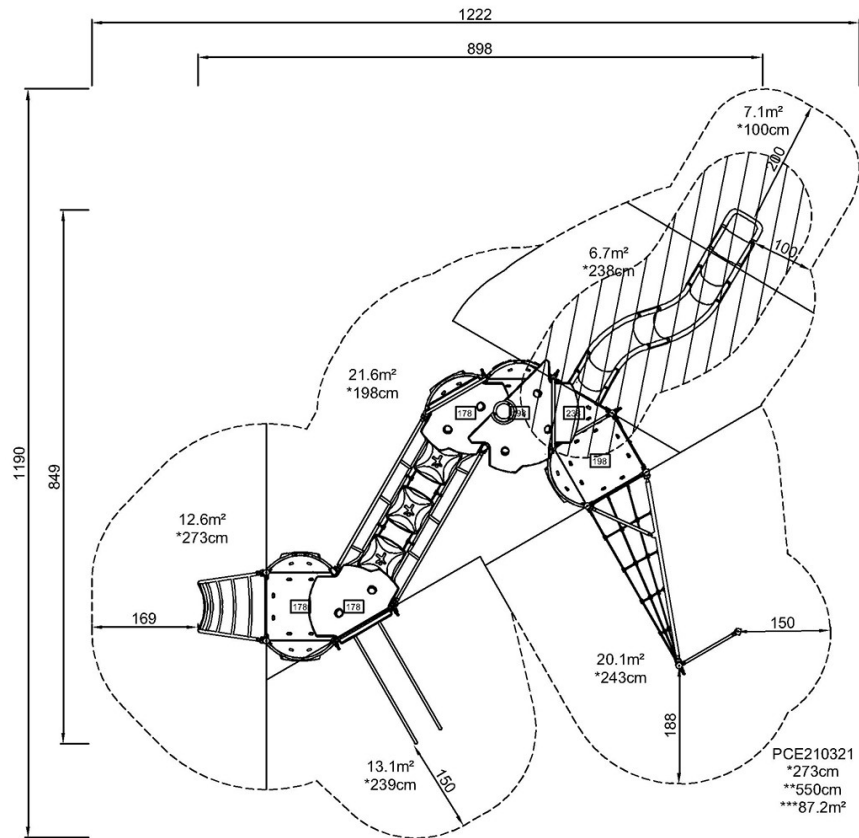 1222
898
7.1m²
*100cm
200
100
6.7m²
*238cm
1190
849
21.6m²
*198cm
178
198
238
198
12.6m²
*273cm
178
178
169
150
20.1m²
*243cm
188
13.1m²
*239cm
150
PCE210321
*273cm
**550cm
***87.2m²